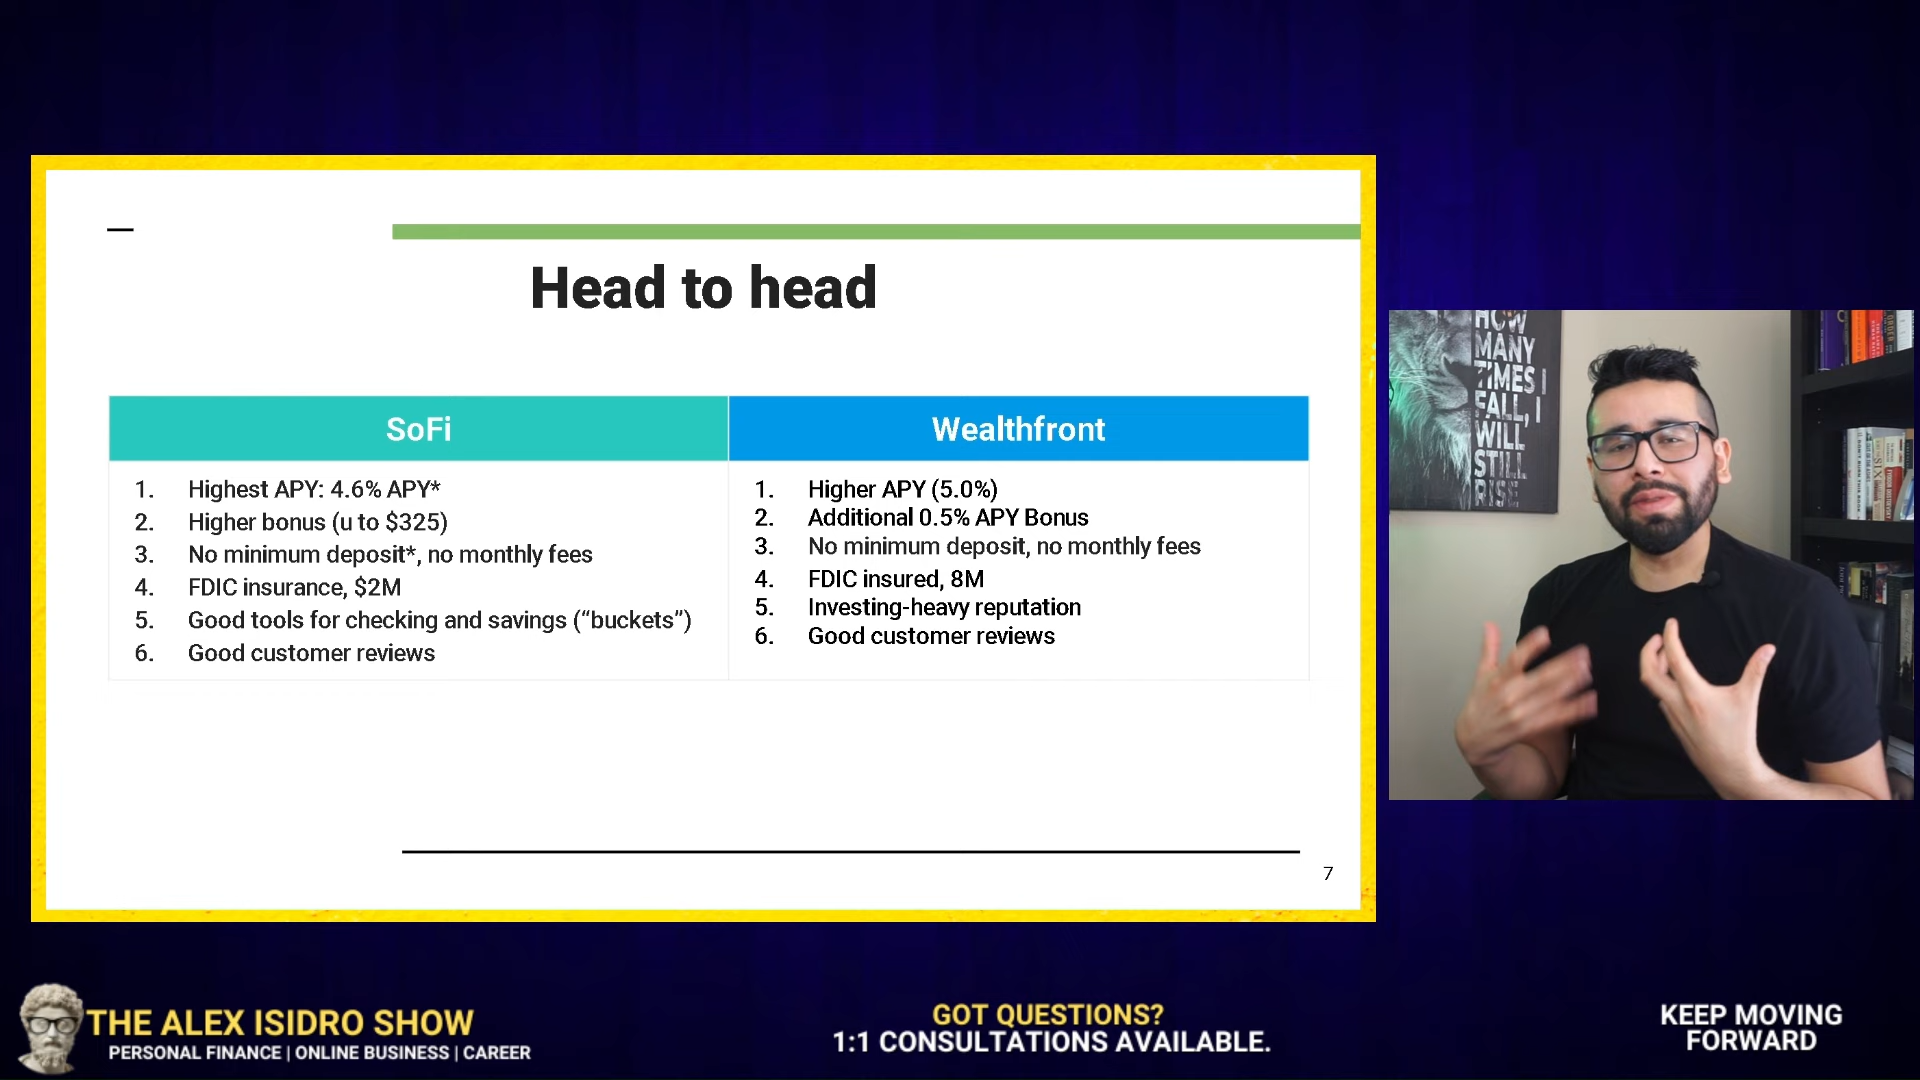 Head to head
SoFi
1. Highest APY: 4.6% APY*
2. Higher bonus (u to $325)
3. No minimum deposit*, no monthly fees
4. FDIC insurance, $2M
5. Good tools for checking and savings (“buckets”)
6. Good customer reviews
Wealthfront
1. Higher APY (5.0%)
2. Additional 0.5% APY Bonus
3. No minimum deposit, no monthly fees
4. FDIC insured, 8M
5. Investing-heavy reputation
6. Good customer reviews
7
HOW
MANY
TIMES I
FALL, I
WILL
STILL
RISE
THE ALEX ISIDRO SHOW
PERSONAL FINANCE | ONLINE BUSINESS | CAREER
GOT QUESTIONS?
1:1 CONSULTATIONS AVAILABLE.
KEEP MOVING
FORWARD